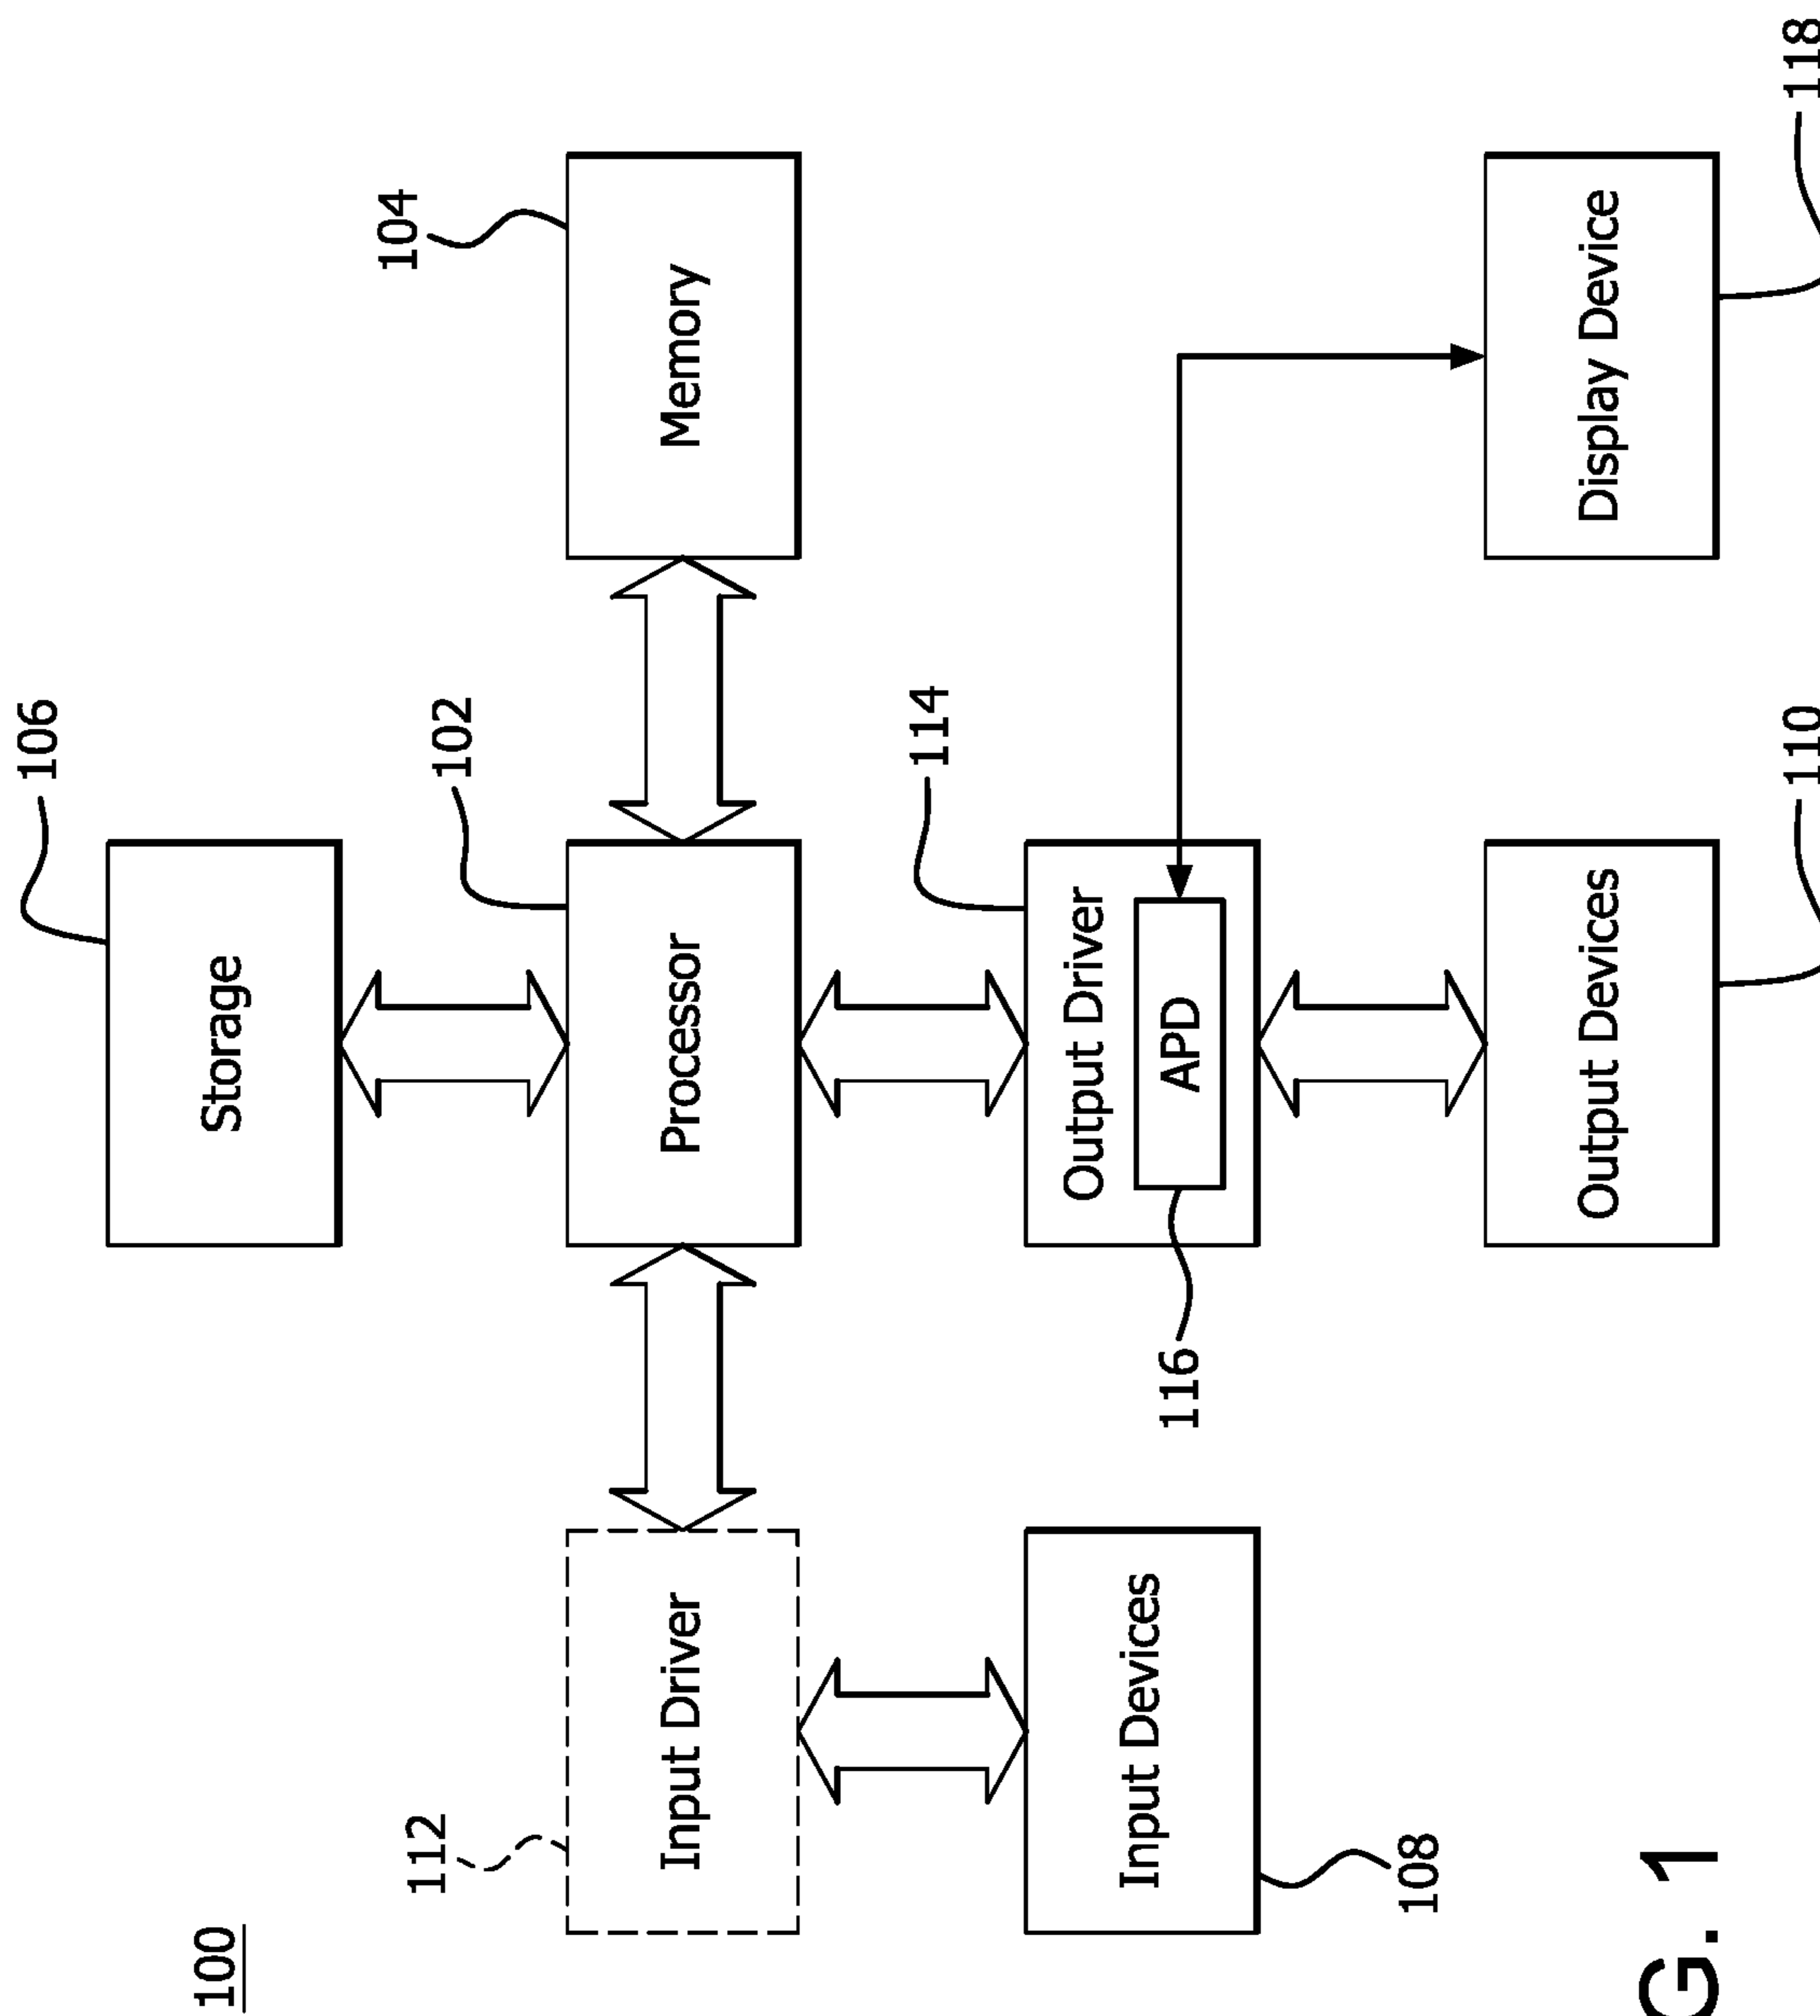 100
106
Storage
112
102
104
Input Driver
Processor
Memory
114
Input Devices
Output Driver
APD
116
108
Output Devices
Display Device
110
118
G. 1